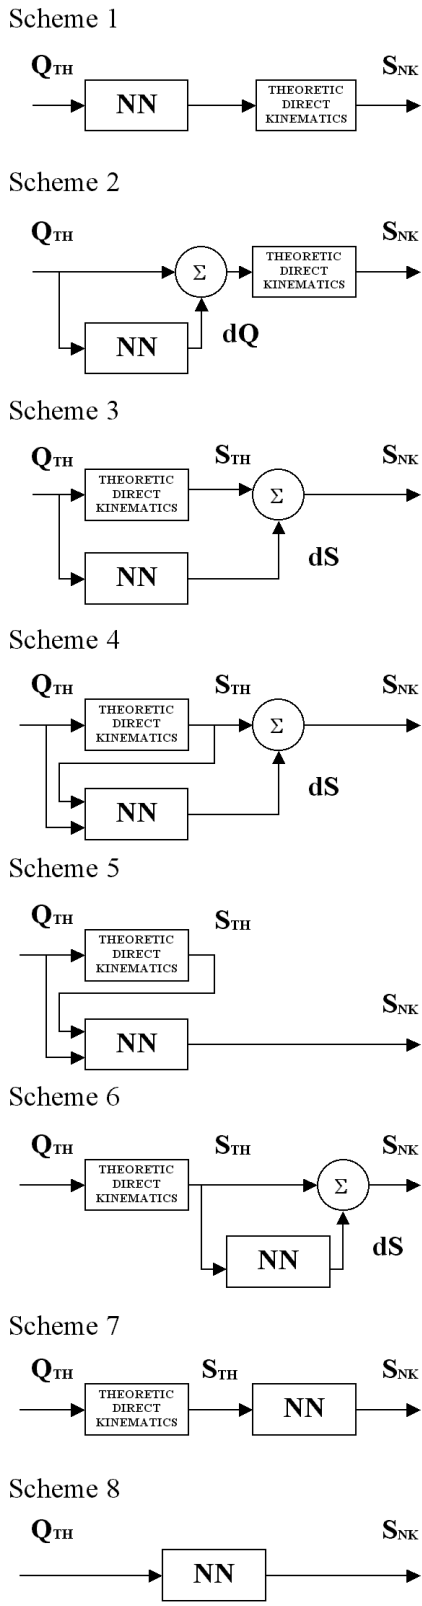 Scheme 1
QTH SNK
NN
THEORETIC
DIRECT
KINEMATICS
Scheme 2
QTH SNK
Σ
THEORETIC
DIRECT
KINEMATICS
NN dQ
Scheme 3
QTH STH SNK
THEORETIC
DIRECT
KINEMATICS
Σ
NN dS
Scheme 4
QTH STH SNK
THEORETIC
DIRECT
KINEMATICS
Σ
NN dS
Scheme 5
QTH STH
THEORETIC
DIRECT
KINEMATICS
SNK
NN
Scheme 6
QTH STH SNK
THEORETIC
DIRECT
KINEMATICS
Σ
NN dS
Scheme 7
QTH STH SNK
THEORETIC
DIRECT
KINEMATICS
NN
Scheme 8
QTH SNK
NN